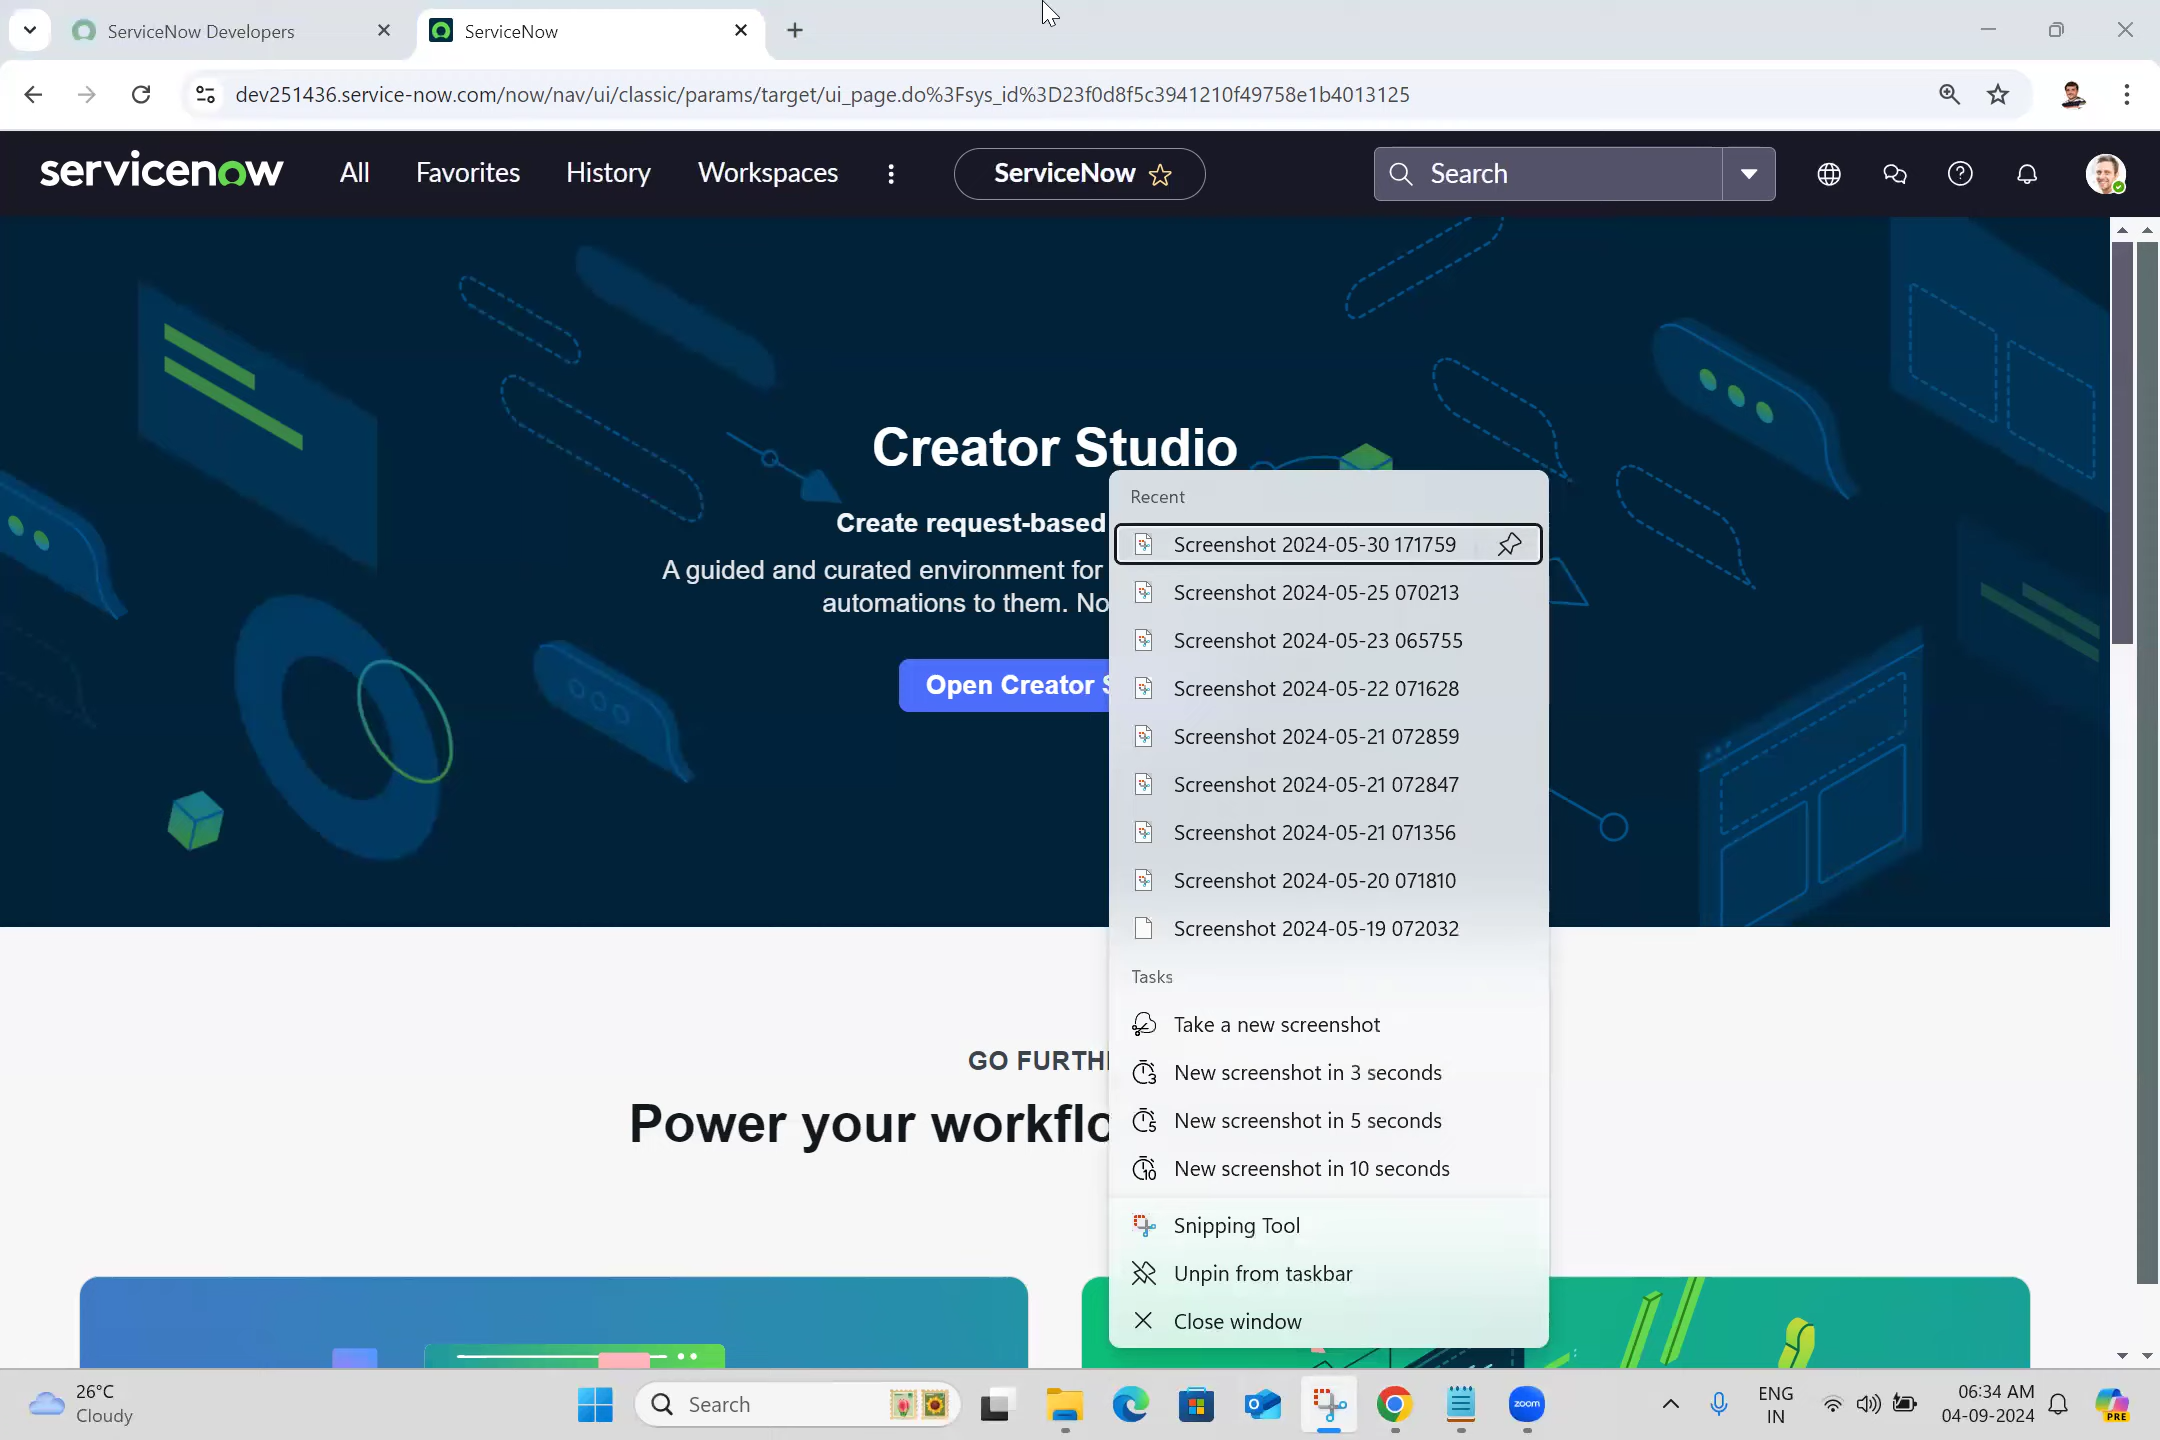 ServiceNow Developers
ServiceNow
dev251436.service-now.com/now/nav/ui/classic/params/target/ui_page.do%3Fsys_id%3D23f0d8f5c3941210f49758e1b4013125
servicenow
All
Favorites
History
Workspaces
ServiceNow
Search
Creator Studio
Create request-based
A guided and curated environment for
automations to them. No
Open Creator S
Recent
Screenshot 2024-05-30 171759
Screenshot 2024-05-25 070213
Screenshot 2024-05-23 065755
Screenshot 2024-05-22 071628
Screenshot 2024-05-21 072859
Screenshot 2024-05-21 072847
Screenshot 2024-05-21 071356
Screenshot 2024-05-20 071810
Screenshot 2024-05-19 072032
Tasks
Take a new screenshot
3 New screenshot in 3 seconds
5 New screenshot in 5 seconds
10 New screenshot in 10 seconds
Snipping Tool
Unpin from taskbar
Close window
GO FURTH
Power your workflo
26°C
Cloudy
Search
zoom
ENG
IN
06:34 AM
04-09-2024
PRE